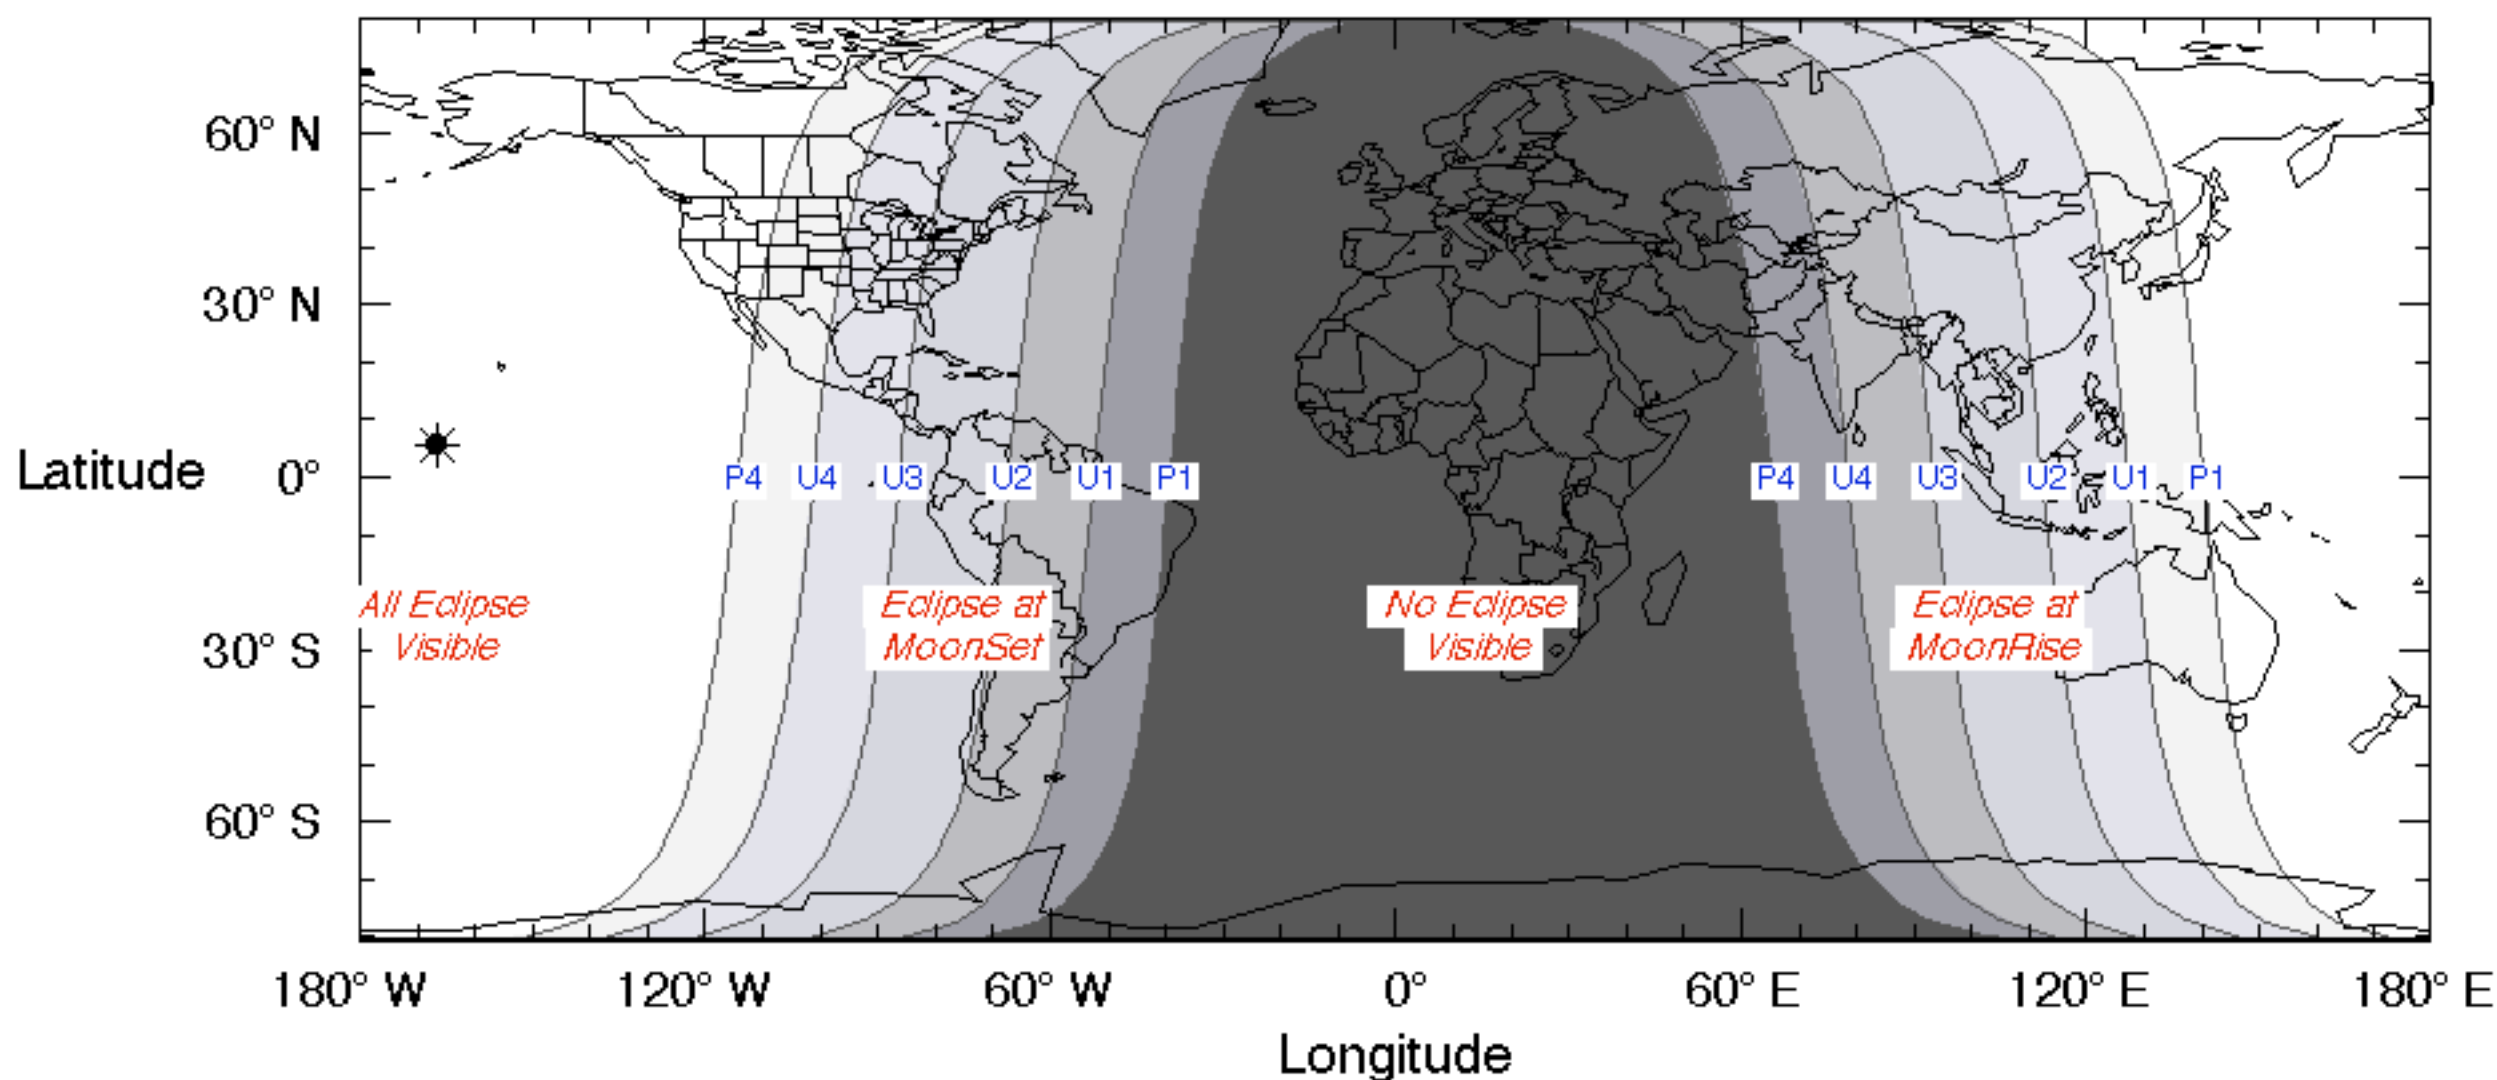 60° N
30° N
Latitude 0°
P4 U4 U3 U2 U1 P1 P4 U4 U3 U2 U1 P1
All Eclipse
Visible
Eclipse at
MoonSet
No Eclipse
Visible
Eclipse at
MoonRise
30° S
60° S
180° W 120° W 60° W 0° 60° E 120° E 180° E
Longitude